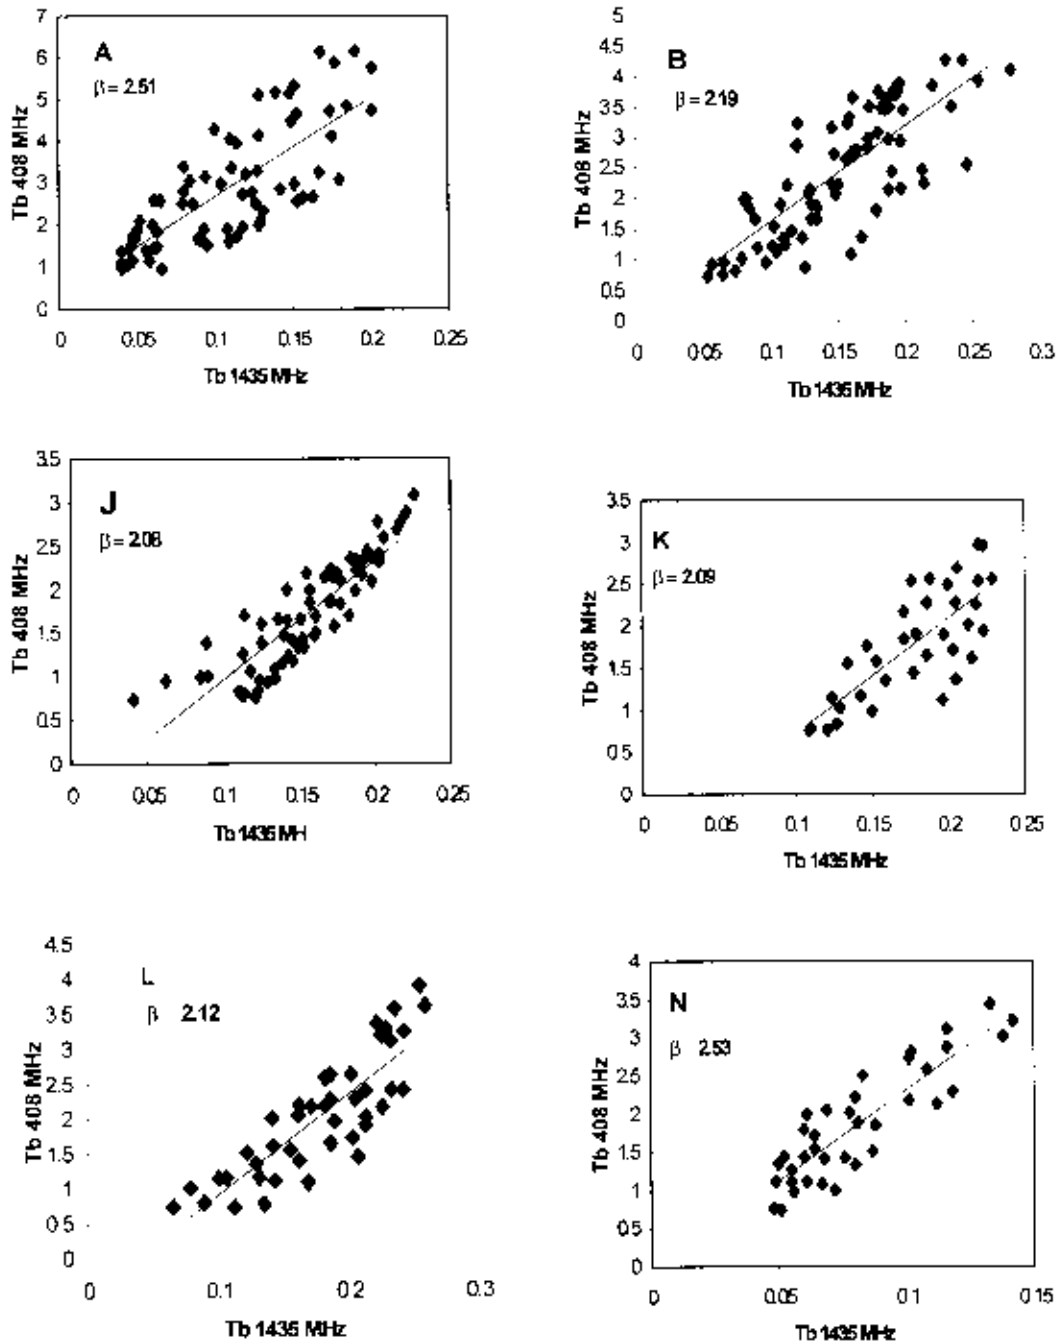 A
β = 2.51
Tb 408 MHz
7
6
5
4
3
2
1
0
0 0.05 0.1 0.15 0.2 0.25
Tb 1435 MHz
B
β = 2.19
Tb 408 MHz
5
4.5
4
3.5
3
2.5
2
1.5
1
0.5
0
0 0.05 0.1 0.15 0.2 0.25 0.3
Tb 1435 MHz
J
β = 2.08
Tb 408 MHz
3.5
3
2.5
2
1.5
1
0.5
0
0 0.05 0.1 0.15 0.2 0.25
Tb 1435 MH
K
β = 2.09
Tb 408 MHz
3.5
3
2.5
2
1.5
1
0.5
0
0 0.05 0.1 0.15 0.2 0.25
Tb 1435 MHz
L
β 2.12
Tb 408 MHz
4.5
4
3.5
3
2.5
2
1.5
1
0.5
0
0 0.1 0.2 0.3
Tb 1435 MHz
N
β 2.53
Tb 408 MHz
4
3.5
3
2.5
2
1.5
1
0.5
0
0 0.05 0.1 0.15
Tb 1435 MHz